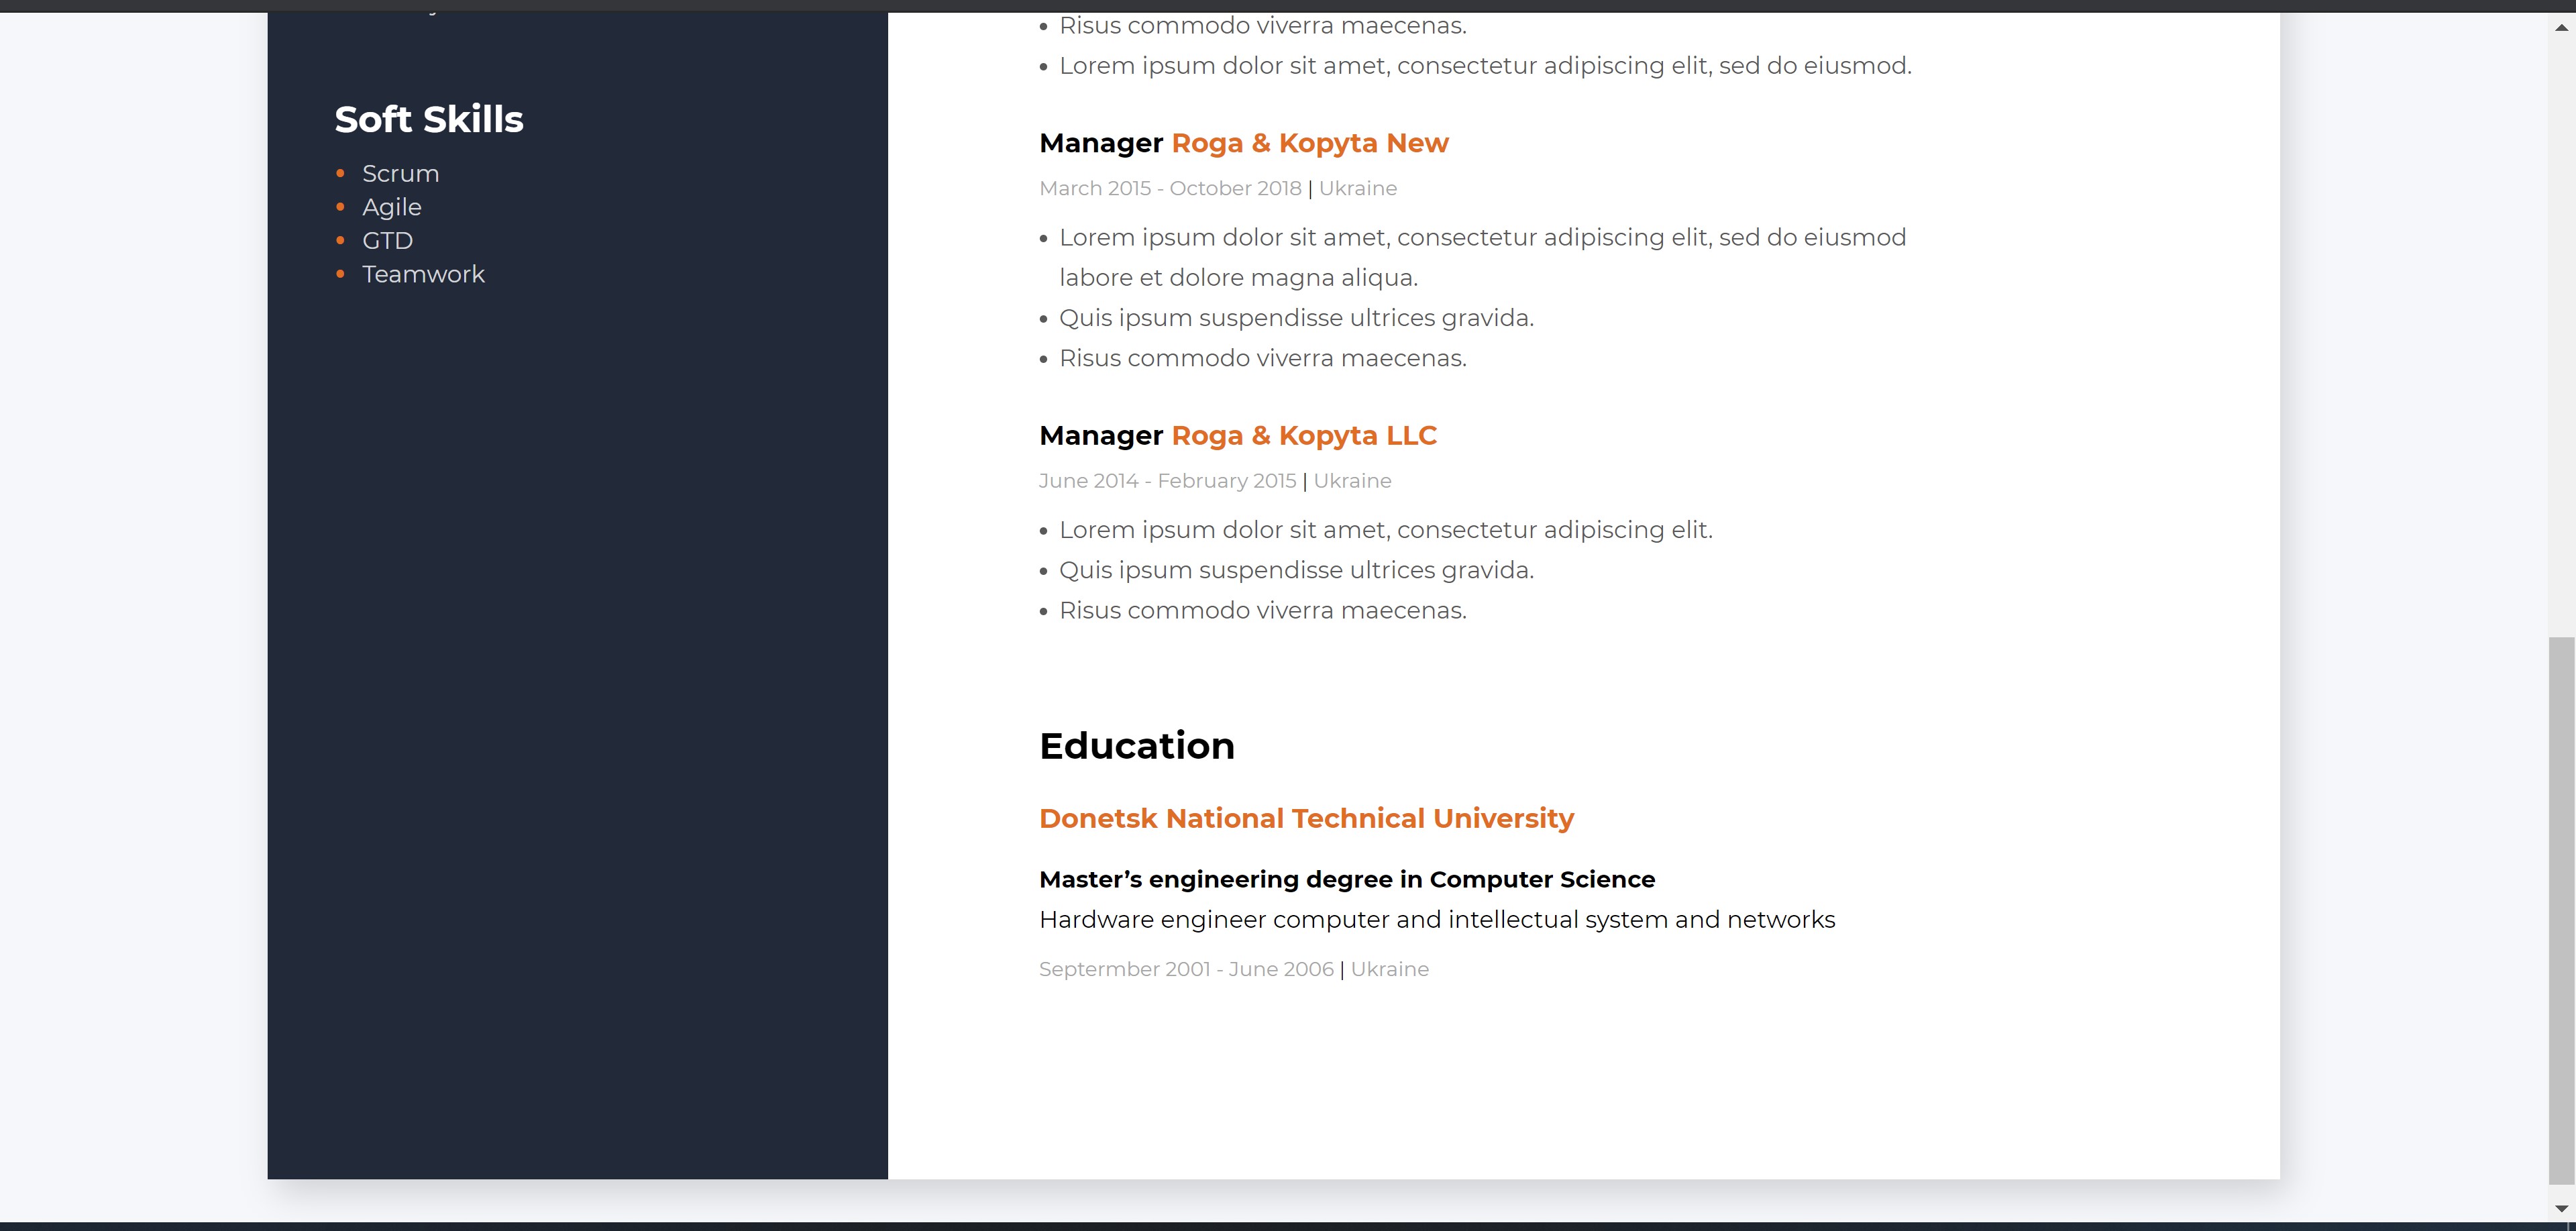 Soft Skills
Scrum
Agile
GTD
Teamwork
Risus commodo viverra maecenas.
Lorem ipsum dolor sit amet, consectetur adipiscing elit, sed do eiusmod.
Manager Roga & Kopyta New
March 2015 - October 2018 | Ukraine
Lorem ipsum dolor sit amet, consectetur adipiscing elit, sed do eiusmod
labore et dolore magna aliqua.
Quis ipsum suspendisse ultrices gravida.
Risus commodo viverra maecenas.
Manager Roga & Kopyta LLC
June 2014 - February 2015 | Ukraine
Lorem ipsum dolor sit amet, consectetur adipiscing elit.
Quis ipsum suspendisse ultrices gravida.
Risus commodo viverra maecenas.
Education
Donetsk National Technical University
Master’s engineering degree in Computer Science
Hardware engineer computer and intellectual system and networks
Septermber 2001 - June 2006 | Ukraine